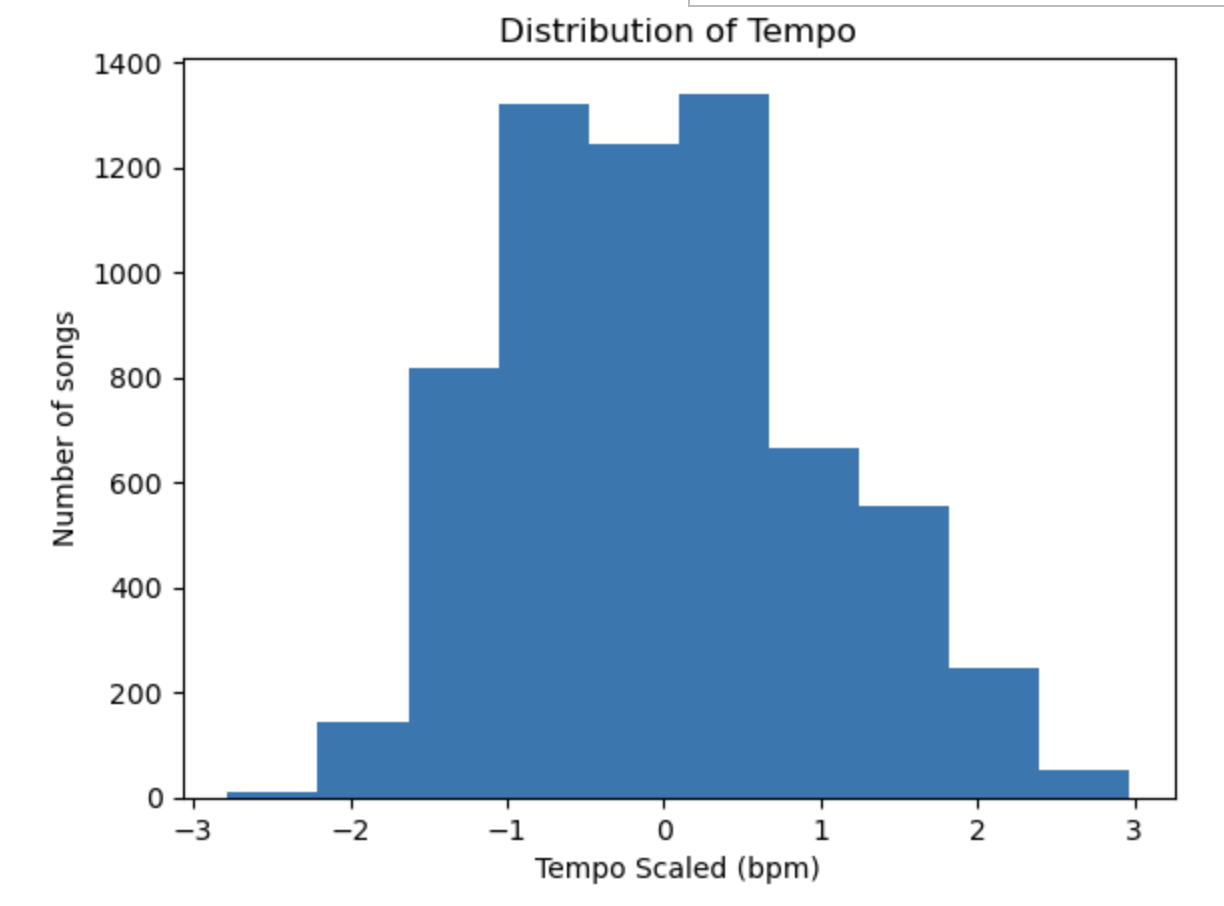 Distribution of Tempo
1400
1200
1000
800
600
400
200
0
Number of songs
−3 −2 −1 0 1 2 3
Tempo Scaled (bpm)